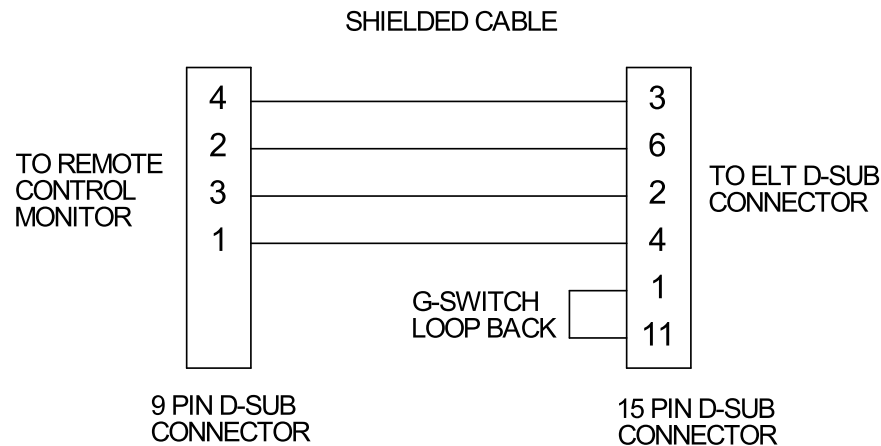 SHIELDED CABLE
4
3
2
6
3
2
1
4
1
11
TO REMOTE
CONTROL
MONITOR
TO ELT D-SUB
CONNECTOR
G-SWITCH
LOOP BACK
9 PIN D-SUB
CONNECTOR
15 PIN D-SUB
CONNECTOR